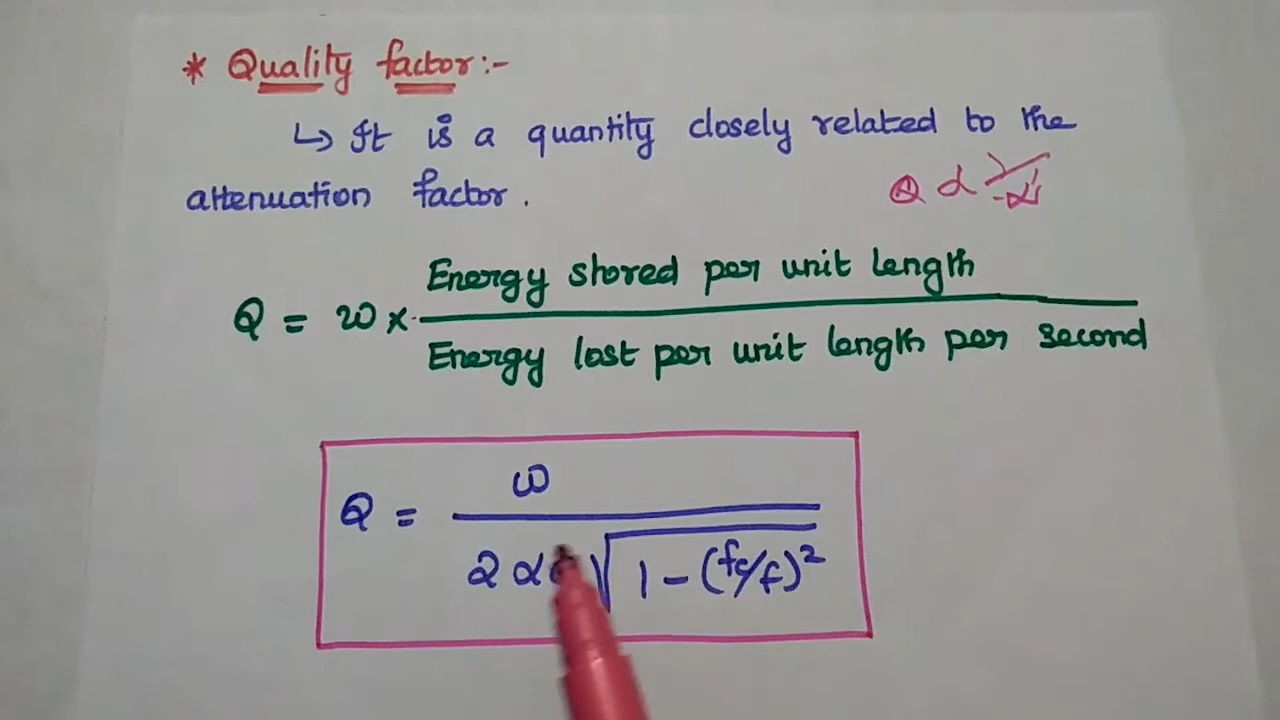 * Quality factor:-
↳ It is a quantity closely related to the
attenuation factor.
Q α 1/α
Q = ω × Energy stored per unit length / Energy lost per unit length per second
Q = ω / 2α √1-(fc/f)²